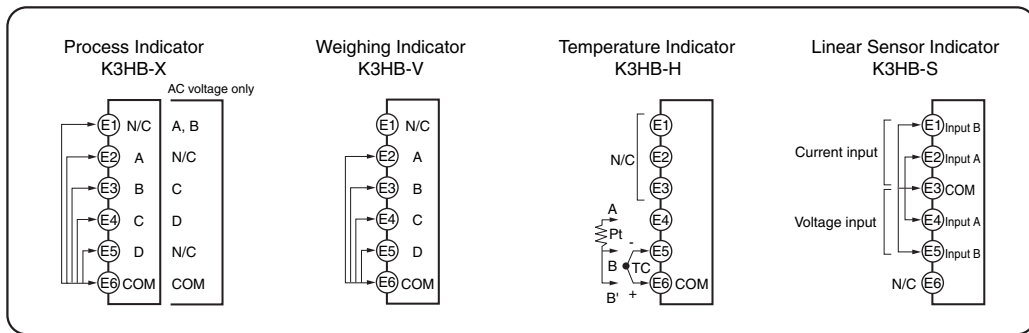 Process Indicator
K3HB-X
AC voltage only
E1 N/C A, B
E2 A N/C
E3 B C
E4 C D
E5 D N/C
E6 COM COM
Weighing Indicator
K3HB-V
E1 N/C
E2 A
E3 B
E4 C
E5 D
E6 COM
Temperature Indicator
K3HB-H
E1
N/C E2
E3
A E4
Pt
- E5
B TC
B' + E6 COM
Linear Sensor Indicator
K3HB-S
E1 Input B
Current input E2 Input A
E3 COM
Voltage input E4 Input A
E5 Input B
N/C E6